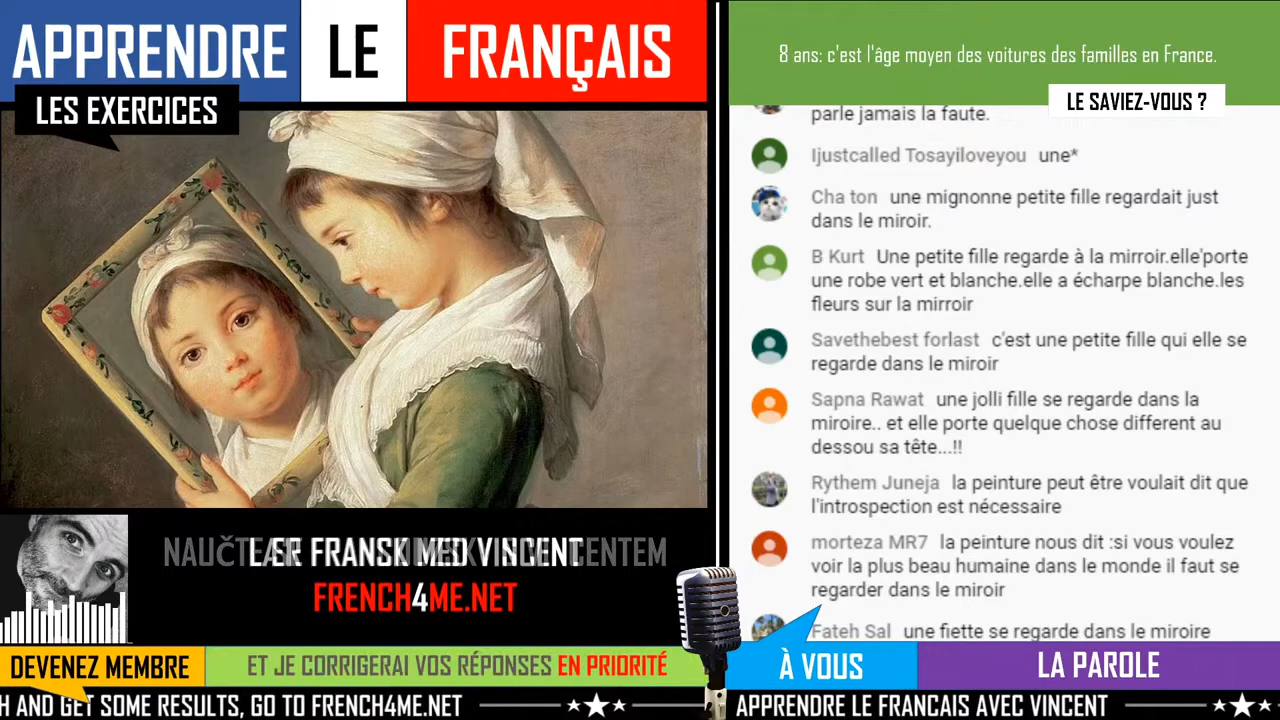 APPRENDRE LE FRANÇAIS
LES EXERCICES
8 ans: c'est l'âge moyen des voitures des familles en France.
LE SAVIEZ-VOUS ?
parle jamais la faute.
Ijustcalled Tosayiloveyou une*
Cha ton une mignonne petite fille regardait just
dans le miroir.
B Kurt Une petite fille regarde à la mirroir.elle'porte
une robe vert et blanche.elle a écharpe blanche.les
fleurs sur la mirroir
Savethebest forlast c'est une petite fille qui elle se
regarde dans le miroir
Sapna Rawat une jolli fille se regarde dans la
miroire.. et elle porte quelque chose different au
dessou sa tête...!!
Rythem Juneja la peinture peut être voulait dit que
l'introspection est nécessaire
morteza MR7 la peinture nous dit :si vous voulez
voir la plus beau humaine dans le monde il faut se
regarder dans le miroir
Fateh Sal une fiette se regarde dans le miroire
LÆR FRANSK MED VINCENT
FRENCH4ME.NET
DEVENEZ MEMBRE
ET JE CORRIGERAI VOS RÉPONSES EN PRIORITÉ
À VOUS
LA PAROLE
H AND GET SOME RESULTS, GO TO FRENCH4ME.NET
APPRENDRE LE FRANCAIS AVEC VINCENT